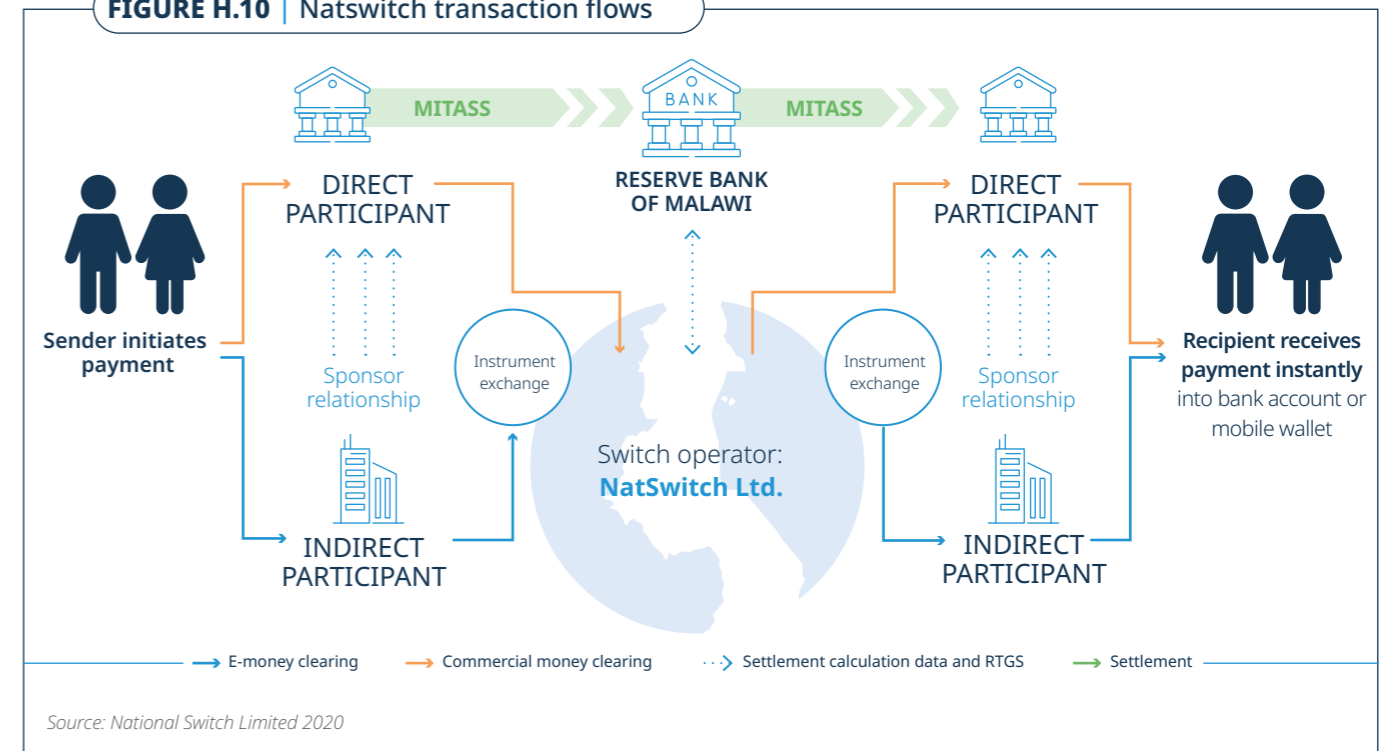 FIGURE H.10 | Natswitch transaction flows
MITASS
BANK
MITASS
DIRECT
PARTICIPANT
RESERVE BANK
OF MALAWI
DIRECT
PARTICIPANT
Sender initiates
payment
Instrument
exchange
Instrument
exchange
Recipient receives
payment instantly
into bank account or
mobile wallet
Sponsor
relationship
Sponsor
relationship
Switch operator:
NatSwitch Ltd.
INDIRECT
PARTICIPANT
INDIRECT
PARTICIPANT
E-money clearing
Commercial money clearing
Settlement calculation data and RTGS
Settlement
Source: National Switch Limited 2020